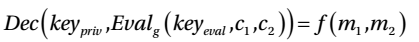 Dec(key_priv, Eval_g(key_eval, c_1, c_2)) = f(m_1, m_2)